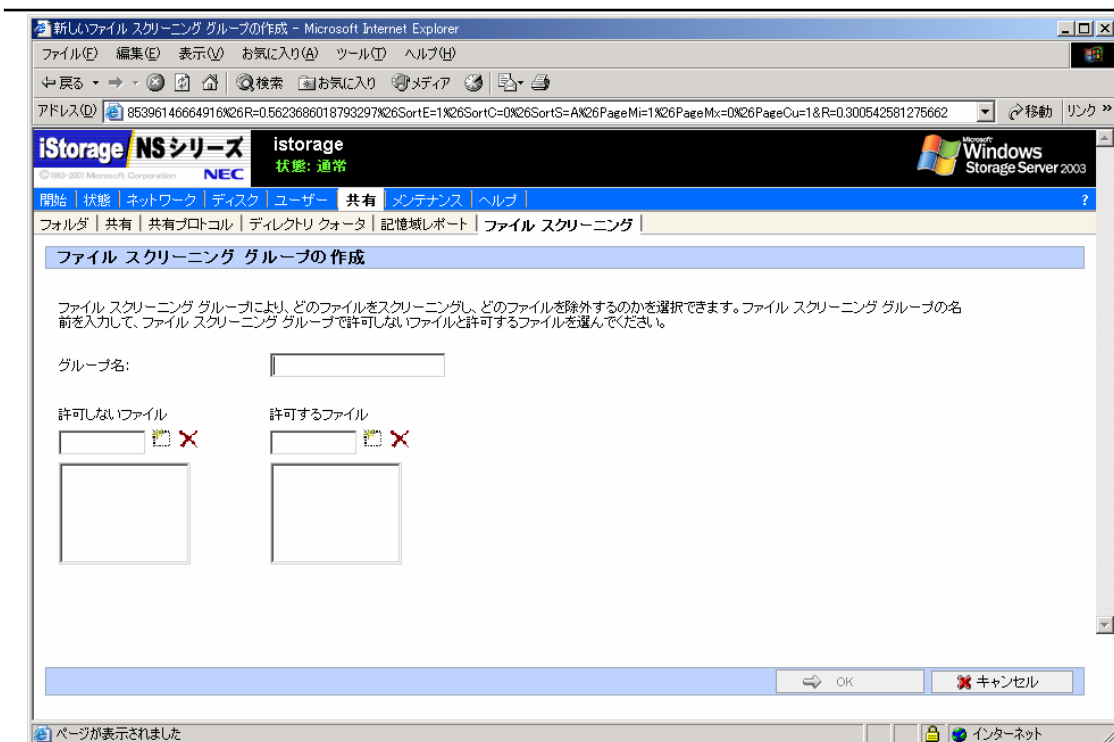 新しいファイル スクリーニング グループの作成 - Microsoft Internet Explorer
ファイル(F) 編集(E) 表示(V) お気に入り(A) ツール(T) ヘルプ(H)
戻る 検索 お気に入り メディア
アドレス(D) 85396146664916%26R=0.5623686018793297%26SortE=1%26SortC=0%26SortS=A%26PageMi=1%26PageMx=0%26PageCu=1&R=0.300542581275662 移動 リンク »
iStorage NSシリーズ istorage
状態: 通常
©1983-2001 Microsoft Corporation NEC
Microsoft Windows Storage Server 2003
開始 状態 ネットワーク ディスク ユーザー 共有 メンテナンス ヘルプ ?
フォルダ 共有 共有プロトコル ディレクトリ クォータ 記憶域レポート ファイル スクリーニング
ファイル スクリーニング グループの作成
ファイル スクリーニング グループにより、どのファイルをスクリーニングし、どのファイルを除外するのかを選択できます。ファイル スクリーニング グループの名
前を入力して、ファイル スクリーニング グループで許可しないファイルと許可するファイルを選んでください。
グループ名:
許可しないファイル 許可するファイル
OK キャンセル
ページが表示されました インターネット